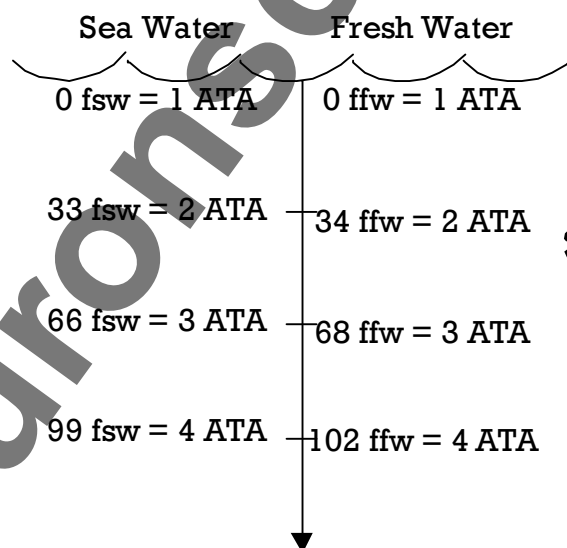 Sea Water Fresh Water
0 fsw = 1 ATA 0 ffw = 1 ATA
33 fsw = 2 ATA 34 ffw = 2 ATA
66 fsw = 3 ATA 68 ffw = 3 ATA
99 fsw = 4 ATA 102 ffw = 4 ATA